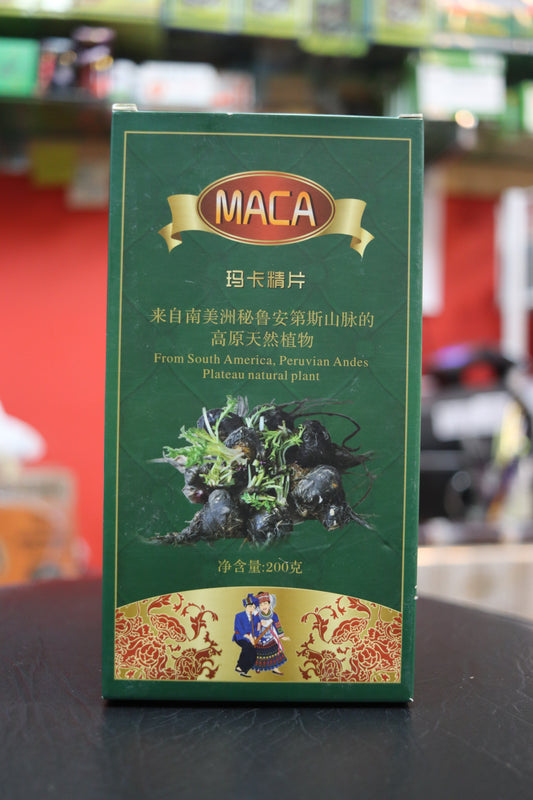 MACA
玛卡精片
来自南美洲秘鲁安第斯山脉的
高原天然植物
From South America, Peruvian Andes
Plateau natural plant
净含量:200克